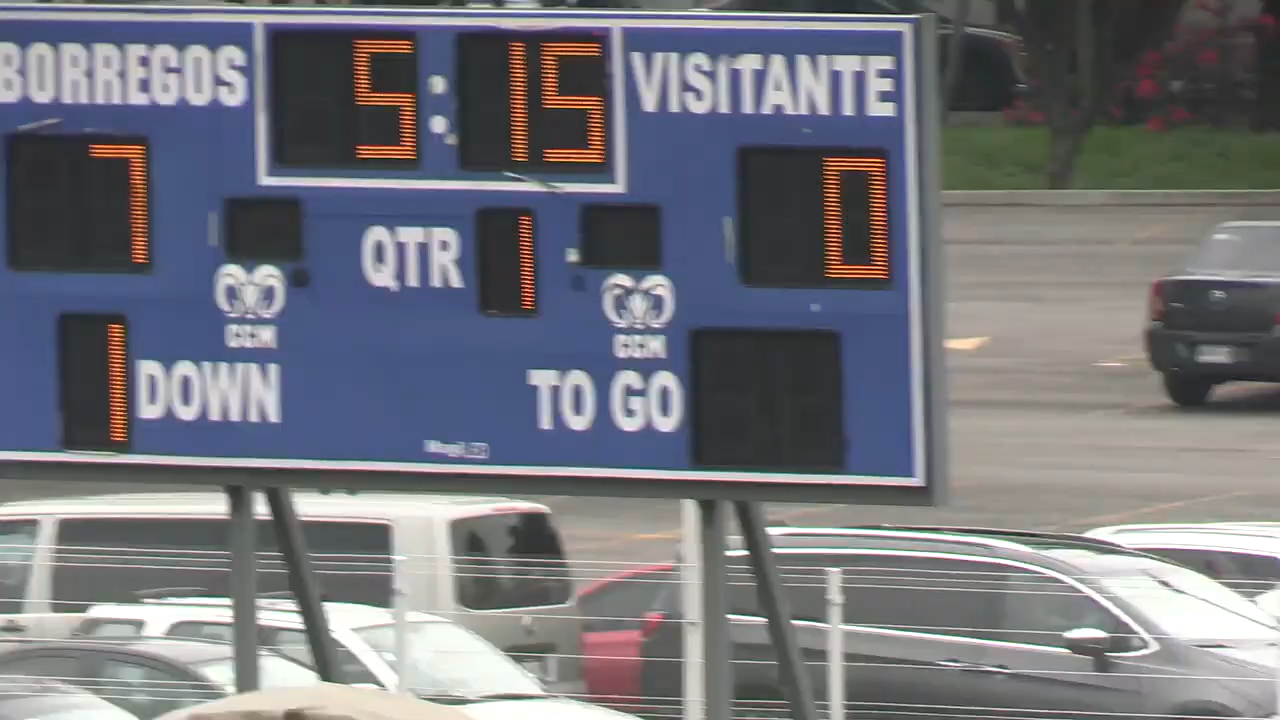 BORREGOS 5:15 VISITANTE
7 QTR 1 0
CCM CCM
1 DOWN TO GO